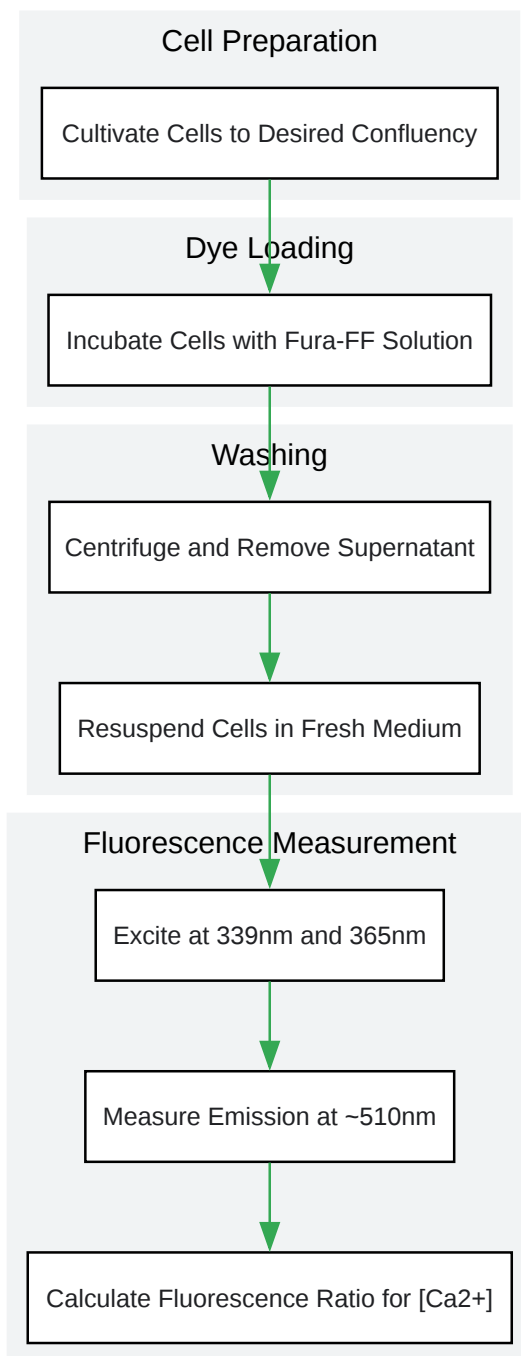 Cell Preparation
Cultivate Cells to Desired Confluency
Dye Loading
Incubate Cells with Fura-FF Solution
Washing
Centrifuge and Remove Supernatant
Resuspend Cells in Fresh Medium
Fluorescence Measurement
Excite at 339nm and 365nm
Measure Emission at ~510nm
Calculate Fluorescence Ratio for [Ca2+]